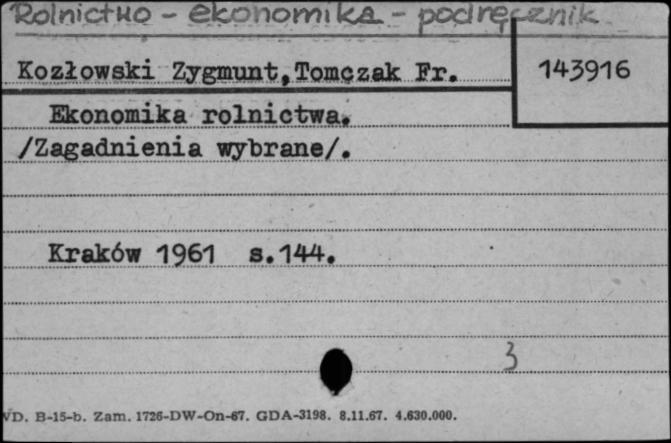 Rolnictwo - ekonomika - podręcznik
Kozłowski Zygmunt,Tomczak Fr.
143916
Ekonomika rolnictwa.
/Zagadnienia wybrane/.
Kraków 1961 s.144.
3
WD. B-15-b. Zam. 1726-DW-On-67. GDA-3198. 8.11.67. 4.630.000.